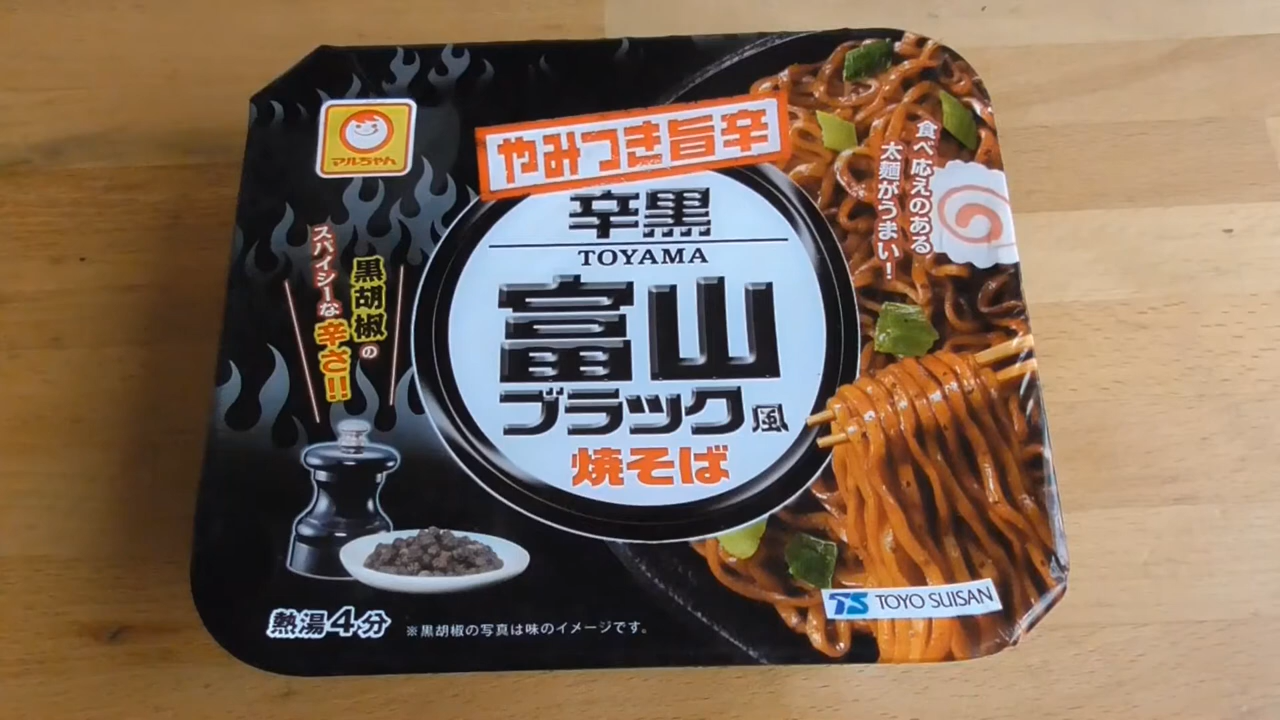 マルちゃん
やみつき旨辛
辛黒
TOYAMA
富山
ブラック風
焼そば
食べ応えのある
太麺がうまい！
黒胡椒の
スパイシーな辛さ!!
熱湯4分
※黒胡椒の写真は味のイメージです。
TS TOYO SUISAN